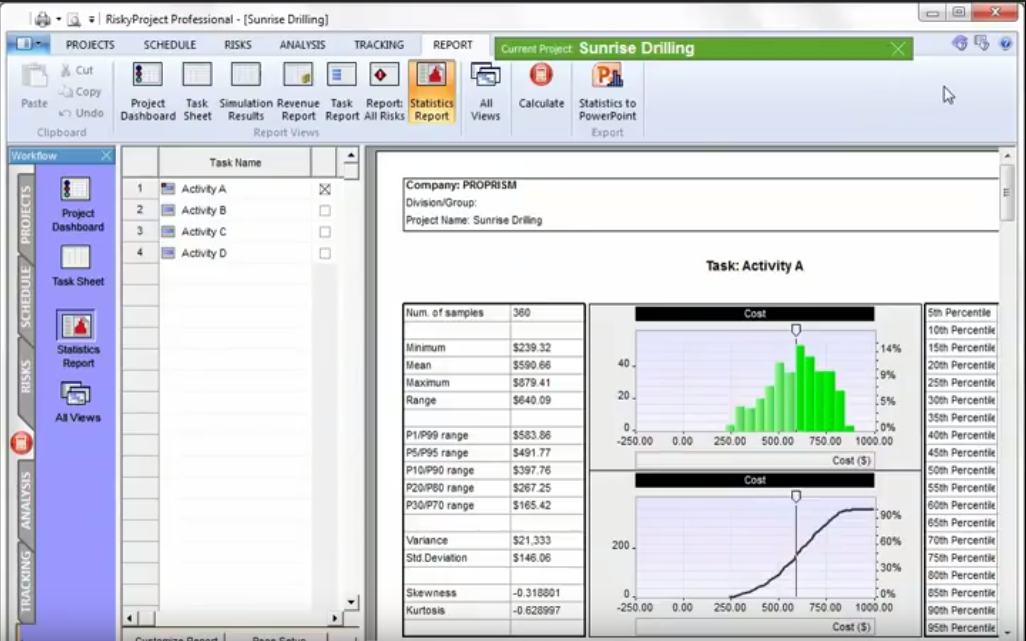 RiskyProject Professional - [Sunrise Drilling]
PROJECTS SCHEDULE RISKS ANALYSIS TRACKING REPORT
Current Project: Sunrise Drilling
Paste
Cut
Copy
Undo
Clipboard
Project Dashboard
Task Sheet
Simulation Results
Revenue Report
Task Report
Report: All Risks
Statistics Report
Report Views
All Views
Calculate
Statistics to PowerPoint
Export
Workflow
PROJECTS
SCHEDULE
RISKS
ANALYSIS
TRACKING
Project Dashboard
Task Sheet
Statistics Report
All Views
Task Name
1 Activity A
2 Activity B
3 Activity C
4 Activity D
Customize Report Page Setup
Company: PROPRISM
Division/Group:
Project Name: Sunrise Drilling
Task: Activity A
Num. of samples 360
Minimum $239.32
Mean $590.66
Maximum $879.41
Range $640.09
P1/P99 range $583.86
P5/P95 range $491.77
P10/P90 range $397.76
P20/P80 range $267.25
P30/P70 range $165.42
Variance $21,333
Std.Deviation $146.06
Skewness -0.318801
Kurtosis -0.628997
Cost
40
20
0
14%
9%
5%
0%
-250.00 0.00 250.00 500.00 750.00 1000.00
Cost ($)
Cost
200
0
90%
60%
30%
0%
-250.00 0.00 250.00 500.00 750.00 1000.00
Cost ($)
5th Percentile
10th Percentile
15th Percentile
20th Percentile
25th Percentile
30th Percentile
35th Percentile
40th Percentile
45th Percentile
50th Percentile
55th Percentile
60th Percentile
65th Percentile
70th Percentile
75th Percentile
80th Percentile
85th Percentile
90th Percentile
95th Percentile